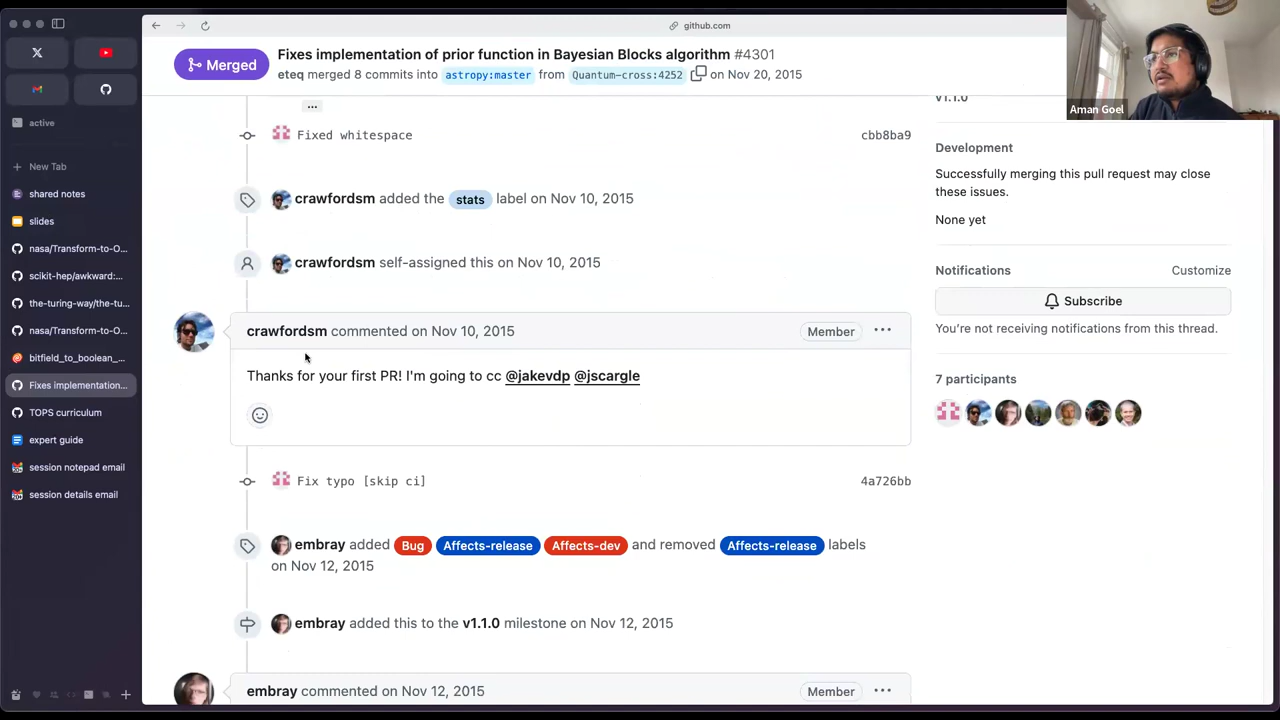 github.com
active
New Tab
shared notes
slides
nasa/Transform-to-O...
scikit-hep/awkward:...
the-turing-way/the-tu...
nasa/Transform-to-O...
bitfield_to_boolean_...
Fixes implementation...
TOPS curriculum
expert guide
session notepad email
session details email
Merged
Fixes implementation of prior function in Bayesian Blocks algorithm #4301
eteq merged 8 commits into astropy:master from Quantum-cross:4252 on Nov 20, 2015
...
Fixed whitespace cbb8ba9
crawfordsm added the stats label on Nov 10, 2015
crawfordsm self-assigned this on Nov 10, 2015
crawfordsm commented on Nov 10, 2015 Member ...
Thanks for your first PR! I'm going to cc @jakevdp @jscargle
Fix typo [skip ci] 4a726bb
embray added Bug Affects-release Affects-dev and removed Affects-release labels
on Nov 12, 2015
embray added this to the v1.1.0 milestone on Nov 12, 2015
embray commented on Nov 12, 2015 Member ...
v1.1.0
Development
Successfully merging this pull request may close
these issues.
None yet
Notifications Customize
Subscribe
You're not receiving notifications from this thread.
7 participants
Aman Goel